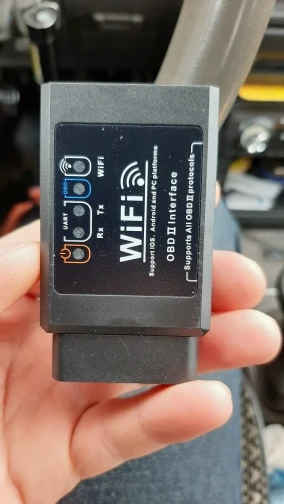 WiFi
OBD
UART
Tx
Rx
WiFi
Support IOS, Android and PC platforms
OBD II Interface
Supports All OBD II protocols